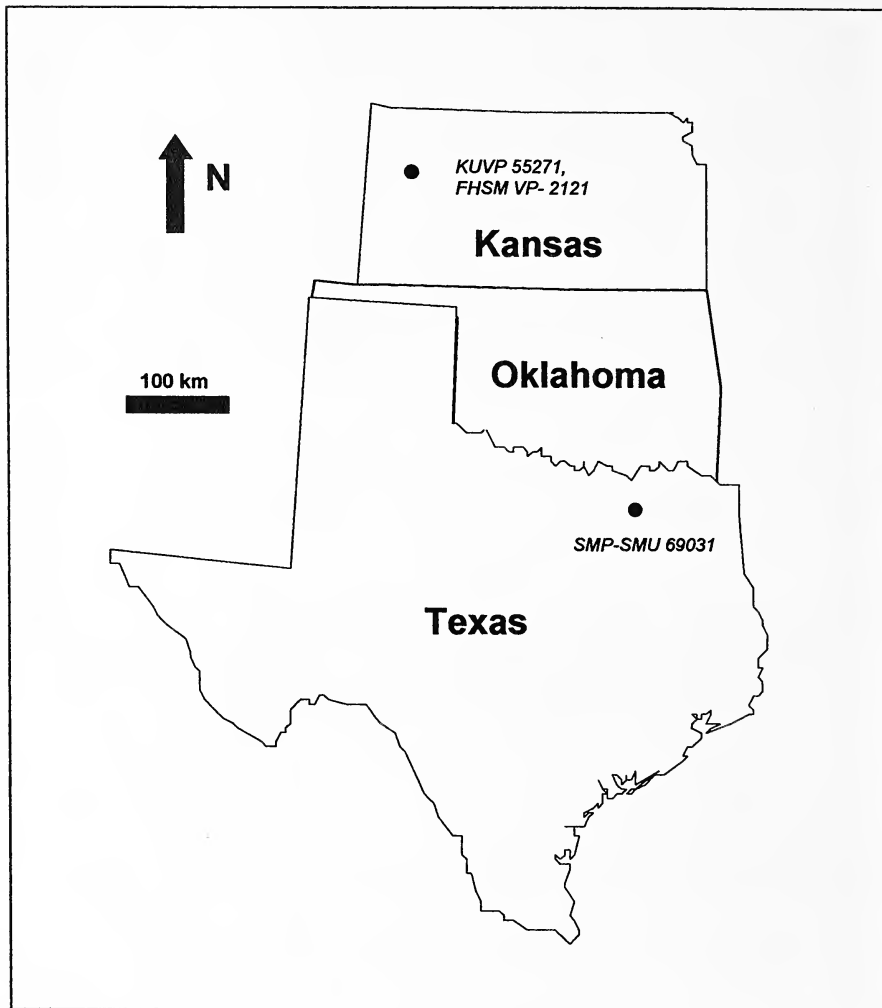 KUVP 55271,
FHSM VP- 2121
N
Kansas
100 km
Oklahoma
SMP-SMU 69031
Texas